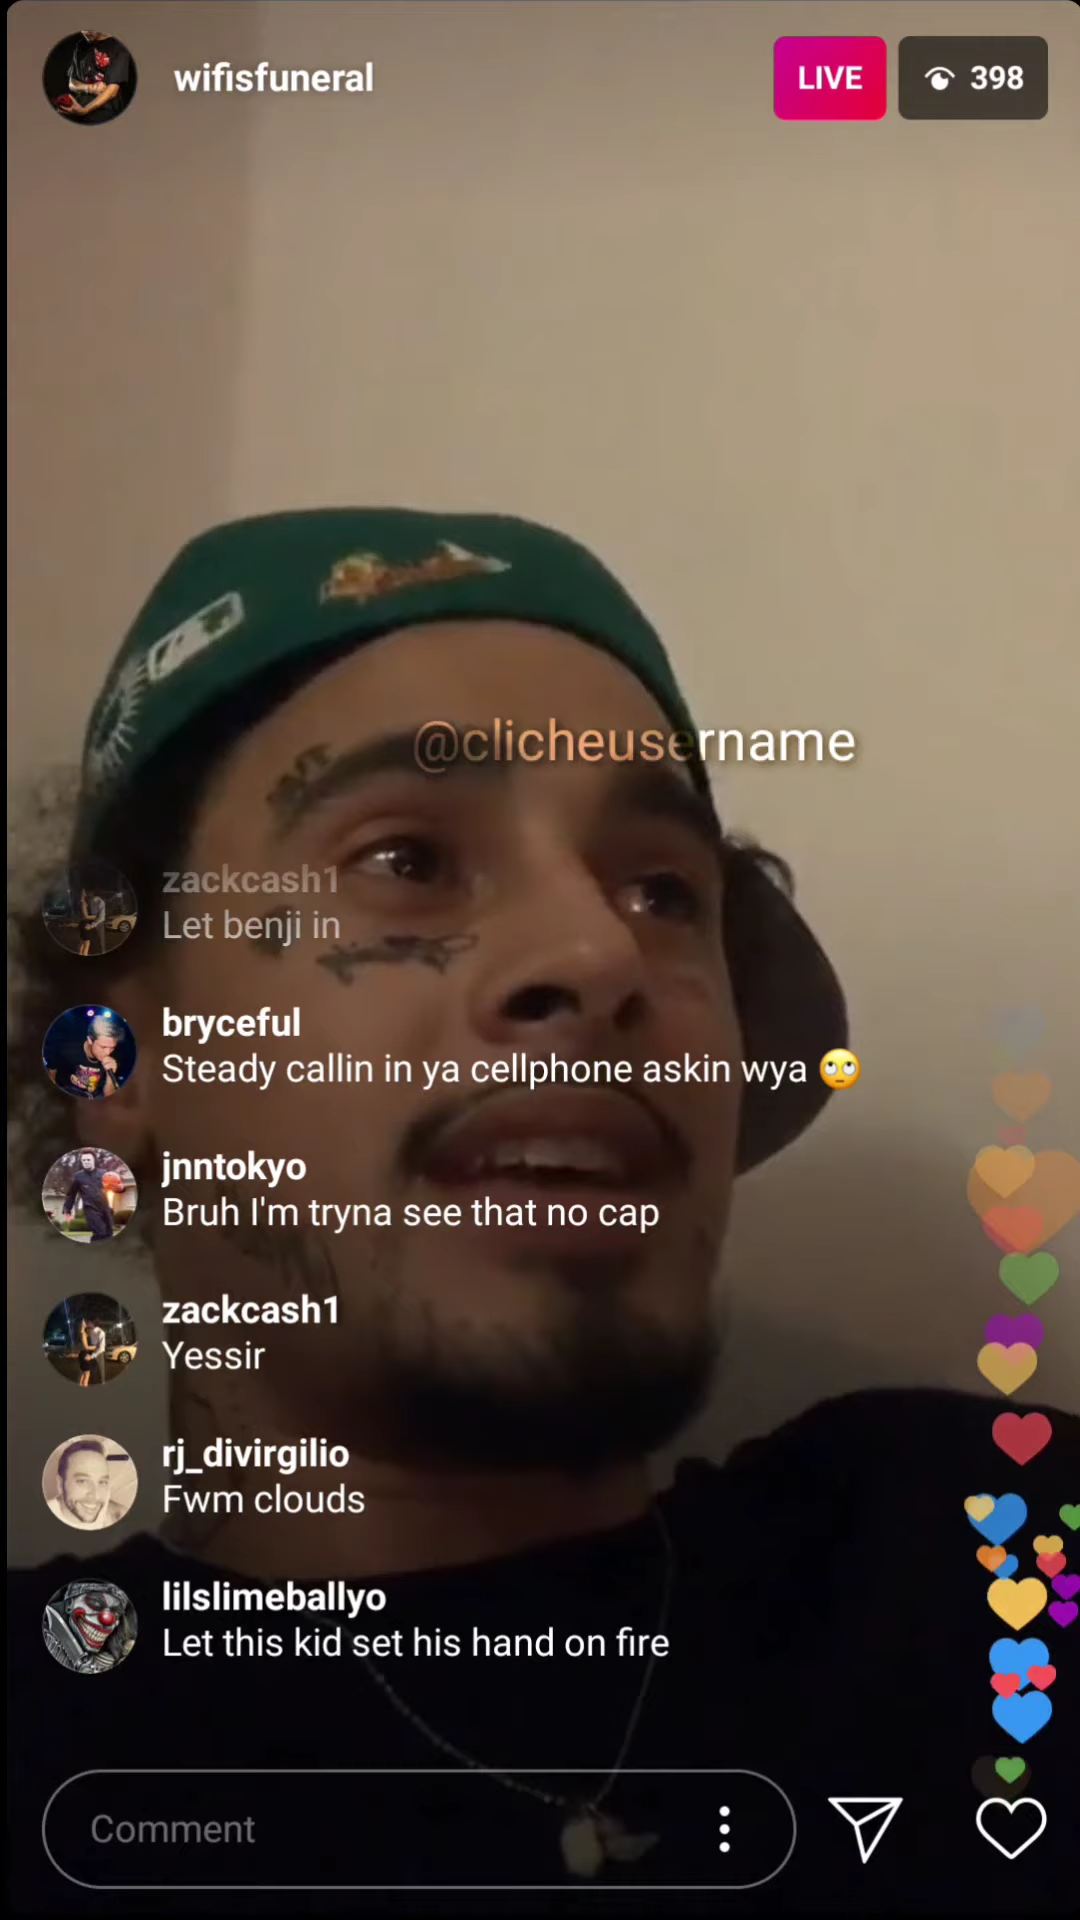 wifisfuneral
LIVE
398
@clicheusername
zackcash1
Let benji in
bryceful
Steady callin in ya cellphone askin wya 🙄
jnntokyo
Bruh I'm tryna see that no cap
zackcash1
Yessir
rj_divirgilio
Fwm clouds
lilslimeballyo
Let this kid set his hand on fire
Comment